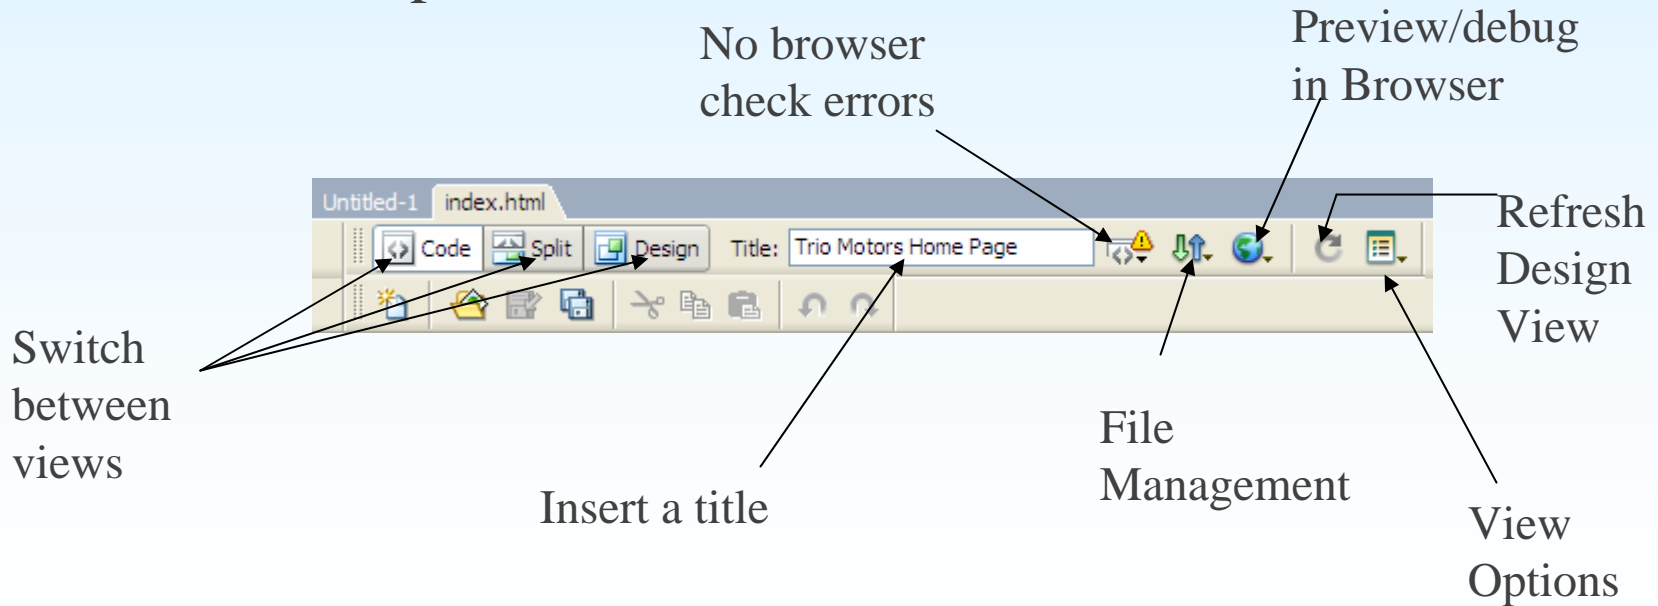 No browser
check errors
Preview/debug
in Browser
Untitled-1 index.html
Code Split Design Title: Trio Motors Home Page
Refresh
Design
View
Switch
between
views
Insert a title
File
Management
View
Options